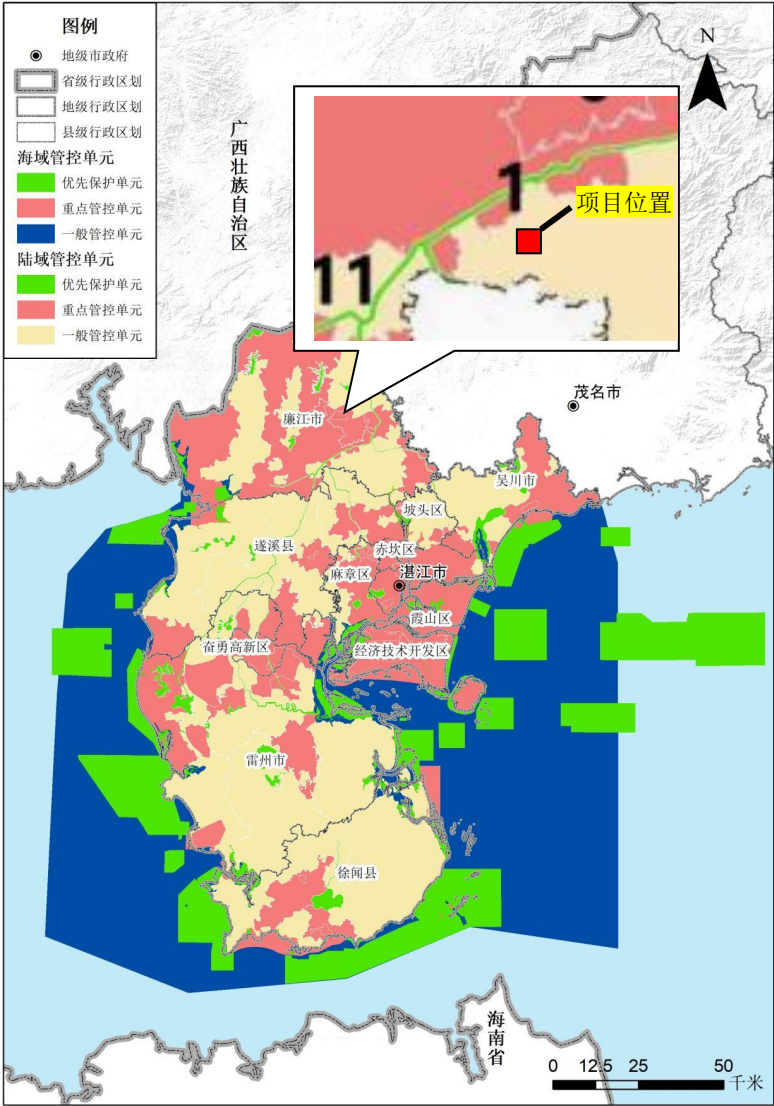 图例
地级市政府
省级行政区划
地级行政区划
县级行政区划
海域管控单元
优先保护单元
重点管控单元
一般管控单元
陆域管控单元
优先保护单元
重点管控单元
一般管控单元
广西壮族自治区
N
1
项目位置
11
茂名市
廉江市
吴川市
坡头区
遂溪县
赤坎区
麻章区
湛江市
霞山区
奋勇高新区
经济技术开发区
雷州市
徐闻县
海南省
0 12.5 25 50
千米